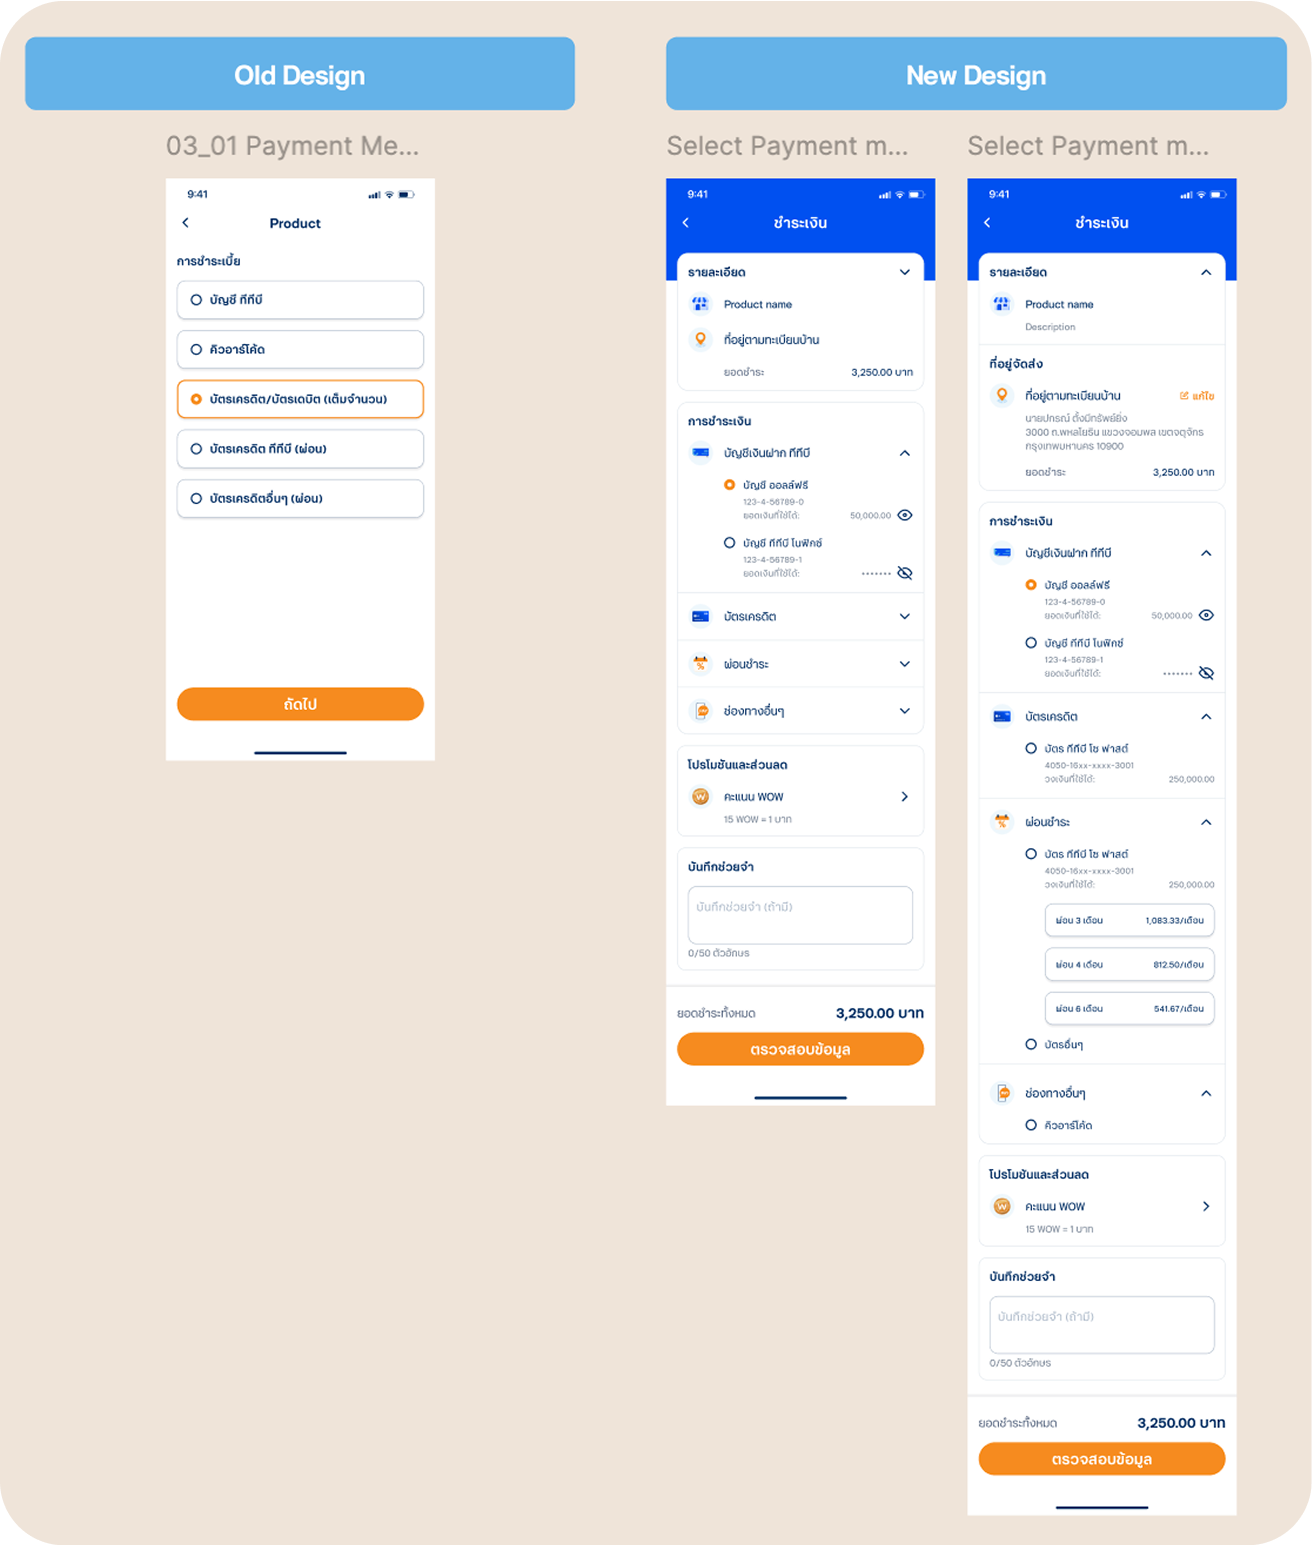 Old Design
03_01 Payment Me...
9:41
Product
การชำระเบี้ย
บัญชี ทีทีบี
คิวอาร์โค้ด
บัตรเครดิต/บัตรเดบิต (เต็มจำนวน)
บัตรเครดิต ทีทีบี (ผ่อน)
บัตรเครดิตอื่นๆ (ผ่อน)
ถัดไป
New Design
Select Payment m...
9:41
ชำระเงิน
รายละเอียด
Product name
ที่อยู่ตามทะเบียนบ้าน
ยอดชำระ 3,250.00 บาท
การชำระเงิน
บัญชีเงินฝาก ทีทีบี
บัญชี ออลล์ฟรี
123-4-56789-0
ยอดเงินที่ใช้ได้: 50,000.00
บัญชี ทีทีบี โนฟิกซ์
123-4-56789-1
ยอดเงินที่ใช้ได้: •••••••
บัตรเครดิต
ผ่อนชำระ
ช่องทางอื่นๆ
โปรโมชันและส่วนลด
คะแนน WOW
15 WOW = 1 บาท
บันทึกช่วยจำ
บันทึกช่วยจำ (ถ้ามี)
0/50 ตัวอักษร
ยอดชำระทั้งหมด 3,250.00 บาท
ตรวจสอบข้อมูล
Select Payment m...
9:41
ชำระเงิน
รายละเอียด
Product name
Description
ที่อยู่จัดส่ง
ที่อยู่ตามทะเบียนบ้าน แก้ไข
นายปกรณ์ ตั้งมีทรัพย์ยิ่ง
3000 ถ.พหลโยธิน แขวงจอมพล เขตจตุจักร
กรุงเทพมหานคร 10900
ยอดชำระ 3,250.00 บาท
การชำระเงิน
บัญชีเงินฝาก ทีทีบี
บัญชี ออลล์ฟรี
123-4-56789-0
ยอดเงินที่ใช้ได้: 50,000.00
บัญชี ทีทีบี โนฟิกซ์
123-4-56789-1
ยอดเงินที่ใช้ได้: •••••••
บัตรเครดิต
บัตร ทีทีบี โซ ฟาสต์
4050-16xx-xxxx-3001
วงเงินที่ใช้ได้: 250,000.00
ผ่อนชำระ
บัตร ทีทีบี โซ ฟาสต์
4050-16xx-xxxx-3001
วงเงินที่ใช้ได้: 250,000.00
ผ่อน 3 เดือน 1,083.33/เดือน
ผ่อน 4 เดือน 812.50/เดือน
ผ่อน 6 เดือน 541.67/เดือน
บัตรอื่นๆ
ช่องทางอื่นๆ
คิวอาร์โค้ด
โปรโมชันและส่วนลด
คะแนน WOW
15 WOW = 1 บาท
บันทึกช่วยจำ
บันทึกช่วยจำ (ถ้ามี)
0/50 ตัวอักษร
ยอดชำระทั้งหมด 3,250.00 บาท
ตรวจสอบข้อมูล